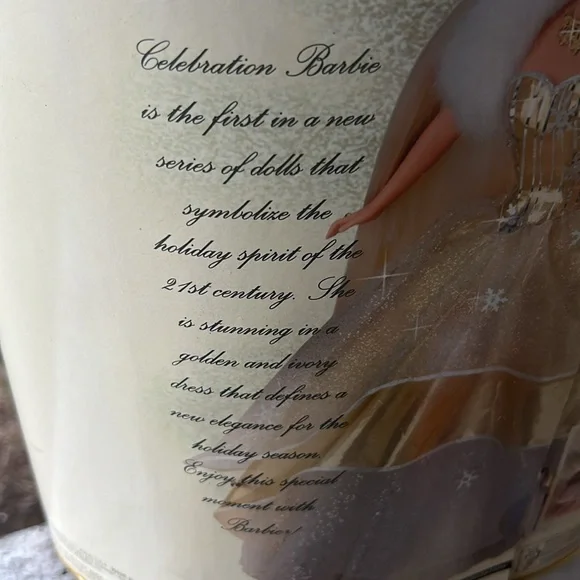 Celebration Barbie
is the first in a new
series of dolls that
symbolize the
holiday spirit of the
21st century. She
is stunning in a
golden and ivory
dress that defines a
new elegance for the
holiday season.
Enjoy this special
moment with
Barbie!